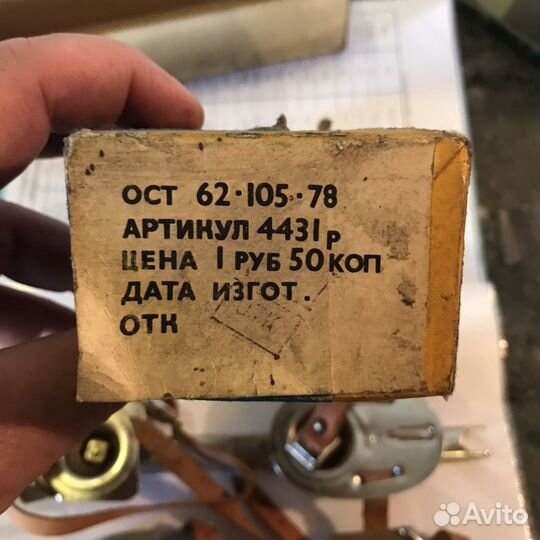 ОСТ 62·105·78
АРТИКУЛ 4431р
ЦЕНА 1 РУБ 50 КОП
ДАТА ИЗГОТ.
ОТК
Avito